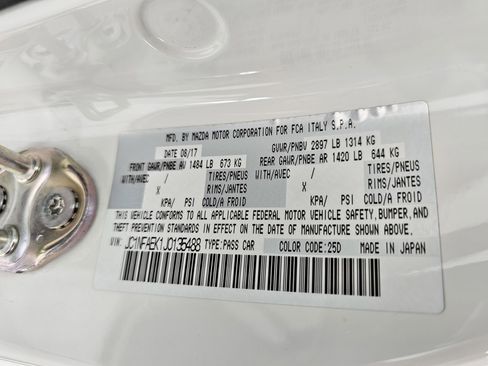 MFD. BY MAZDA MOTOR CORPORATION FOR FCA ITALY S.P.A.
DATE 08/17 GVWR/PNBV 2897 LB 1314 KG
FRONT GAWR/PNBE AV 1484 LB 673 KG REAR GAWR/PNBE AR 1420 LB 644 KG
WITH/AVEC / TIRES/PNEUS WITH/AVEC / TIRES/PNEUS
X RIMS/JANTES X RIMS/JANTES
KPA/ PSI COLD/A FROID KPA/ PSI COLD/A FROID
THIS VEHICLE CONFORMS TO ALL APPLICABLE FEDERAL MOTOR VEHICLE SAFETY,BUMPER,AND
THEFT PREVENTION STANDARDS IN EFFECT ON THE DATE OF MANUFACTURE SHOWN ABOVE.
VIN: JC1NFAEK1J0135488 TYPE:PASS CAR COLOR CODE:25D MADE IN JAPAN